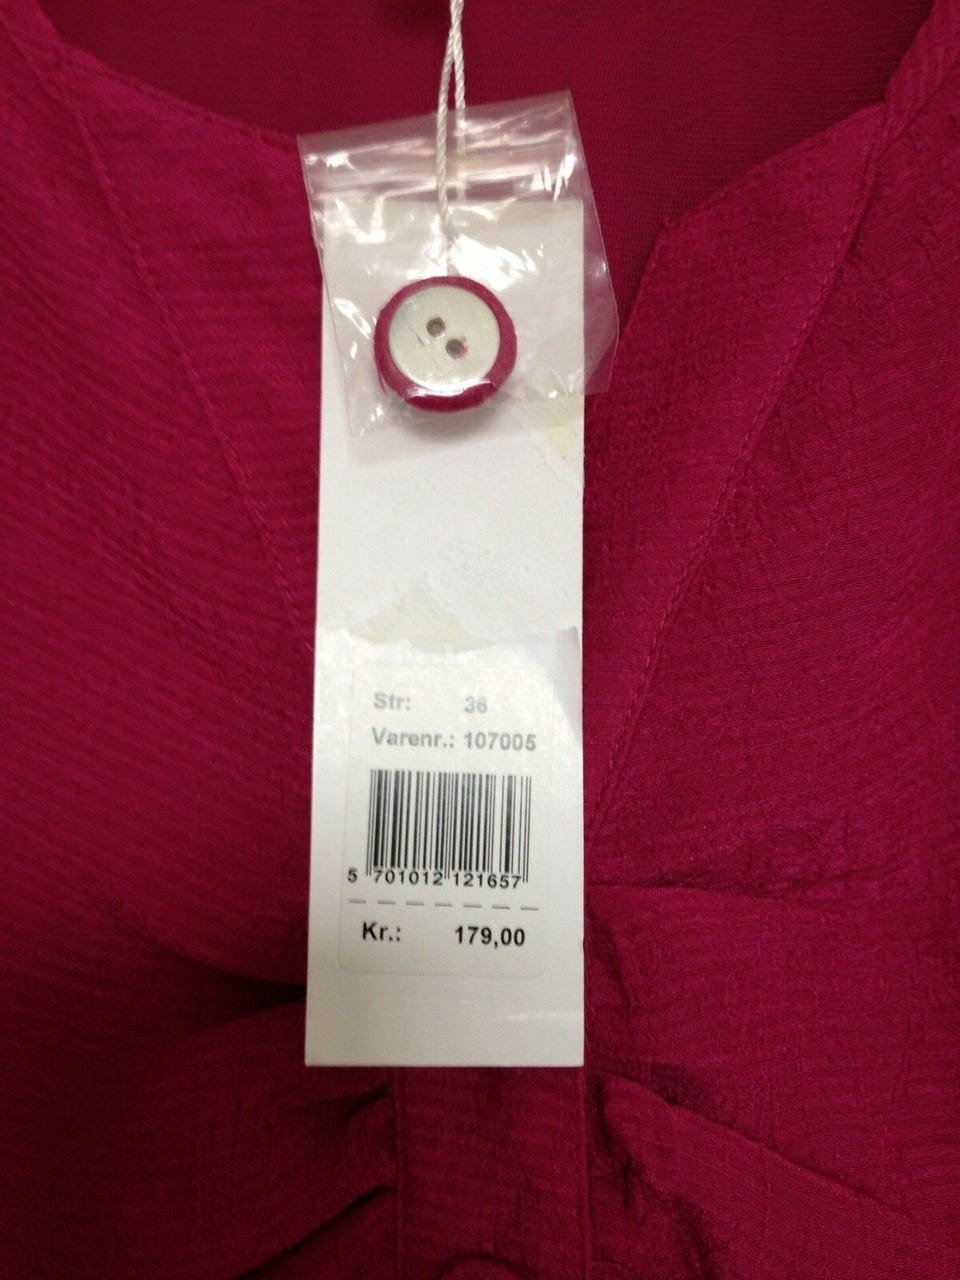 Str: 36
Varenr.: 107005
5 701012 121657
Kr.: 179,00